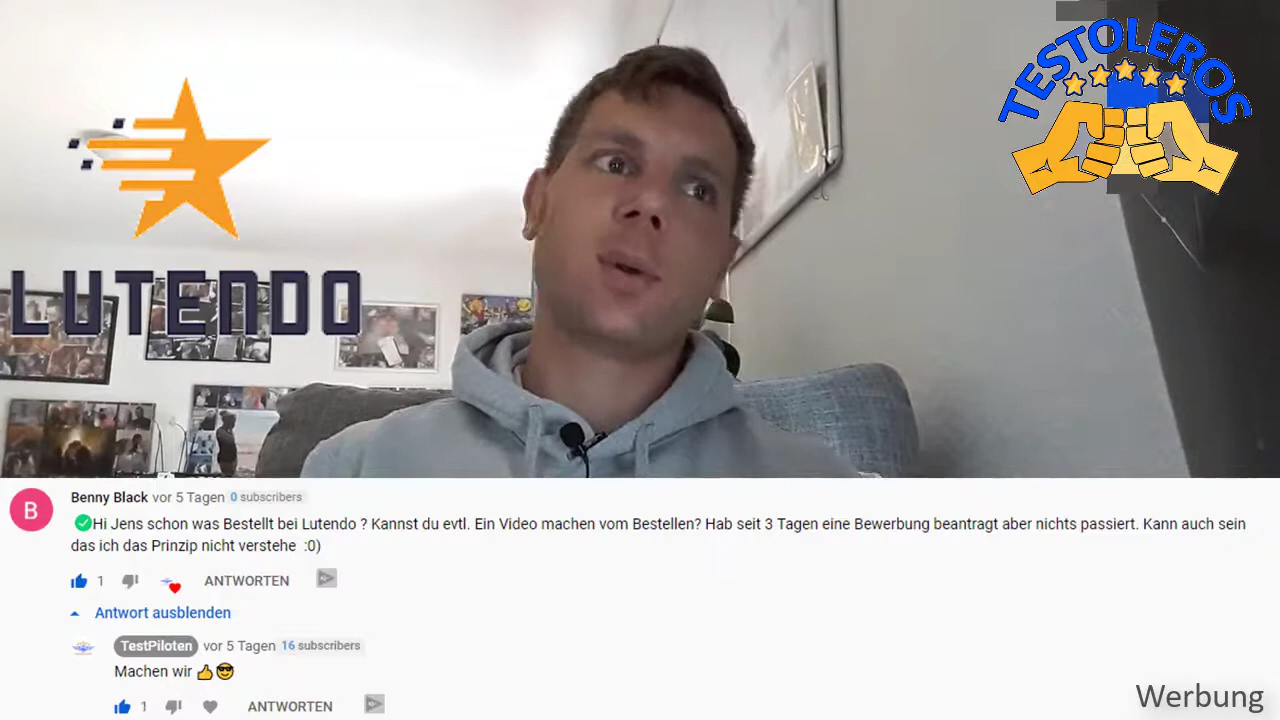 TESTOLEROS
LUTENDO
B
Benny Black vor 5 Tagen 0 subscribers
✅Hi Jens schon was Bestellt bei Lutendo ? Kannst du evtl. Ein Video machen vom Bestellen? Hab seit 3 Tagen eine Bewerbung beantragt aber nichts passiert. Kann auch sein
das ich das Prinzip nicht verstehe :0)
1 ANTWORTEN
Antwort ausblenden
TestPiloten vor 5 Tagen 16 subscribers
Machen wir 👍😎
1 ANTWORTEN
Werbung